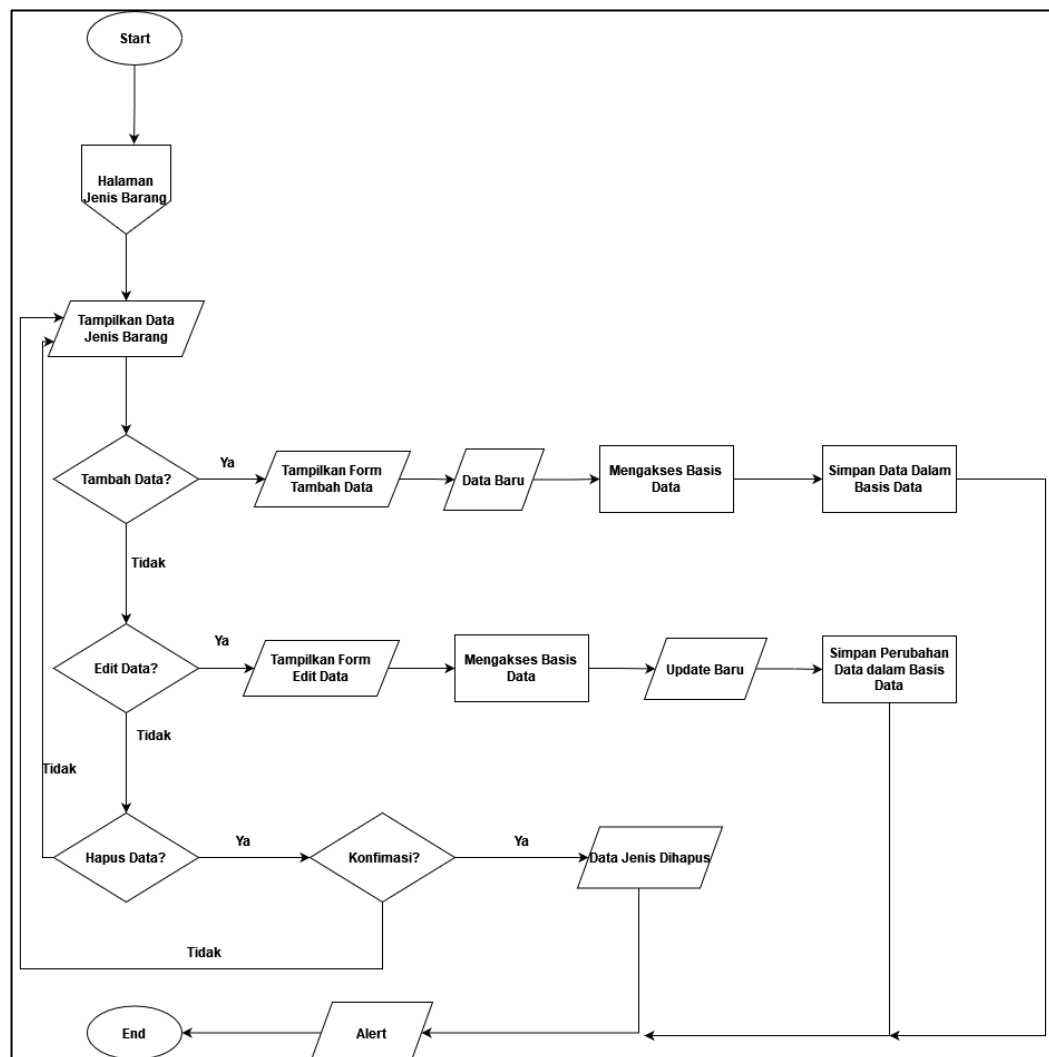 Start
Halaman
Jenis Barang
Tampilkan Data
Jenis Barang
Tambah Data?
Ya
Tampilkan Form
Tambah Data
Data Baru
Mengakses Basis
Data
Simpan Data Dalam
Basis Data
Tidak
Edit Data?
Ya
Tampilkan Form
Edit Data
Mengakses Basis
Data
Update Baru
Simpan Perubahan
Data dalam Basis
Data
Tidak
Tidak
Hapus Data?
Ya
Konfimasi?
Ya
Data Jenis Dihapus
Tidak
End
Alert